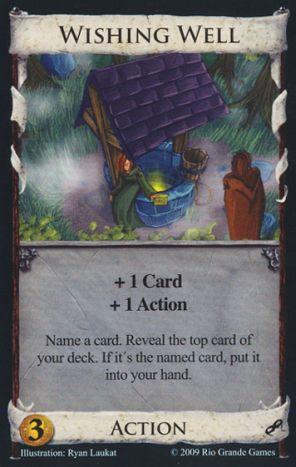 WISHING WELL
+ 1 Card
+ 1 Action
Name a card. Reveal the top card of
your deck. If it´s the named card, put it
into your hand.
3
ACTION
Illustration: Ryan Laukat
© 2009 Rio Grande Games